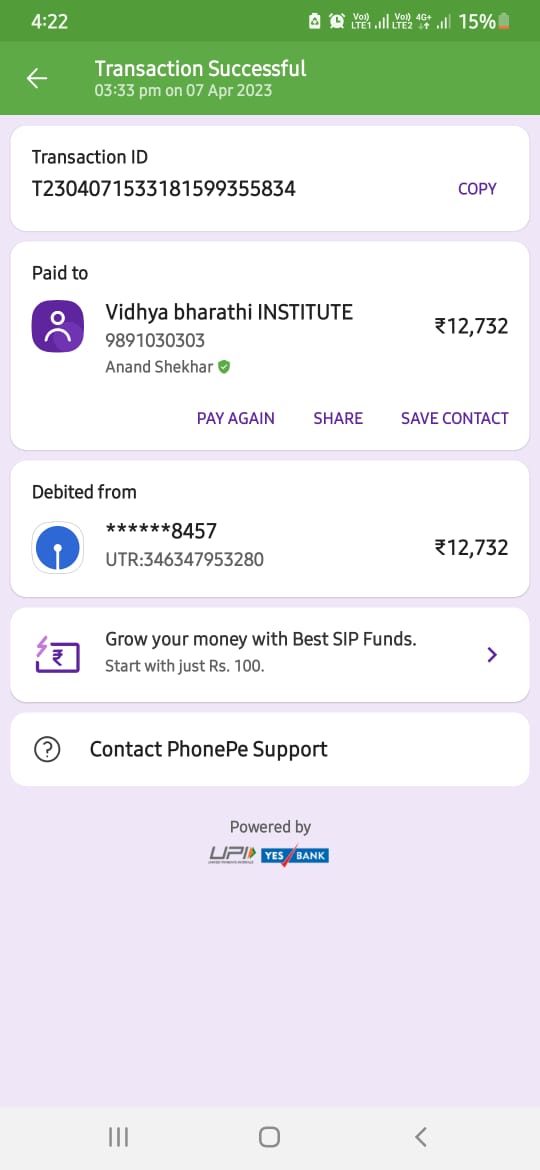 4:22
Vo)) LTE1 Vo)) LTE2 4G+ 15%
Transaction Successful
03:33 pm on 07 Apr 2023
Transaction ID
T2304071533181599355834
COPY
Paid to
Vidhya bharathi INSTITUTE
₹12,732
9891030303
Anand Shekhar
PAY AGAIN SHARE SAVE CONTACT
Debited from
******8457
₹12,732
UTR:346347953280
Grow your money with Best SIP Funds.
₹
Start with just Rs. 100.
? Contact PhonePe Support
Powered by
UPI YES BANK
UNIFIED PAYMENTS INTERFACE